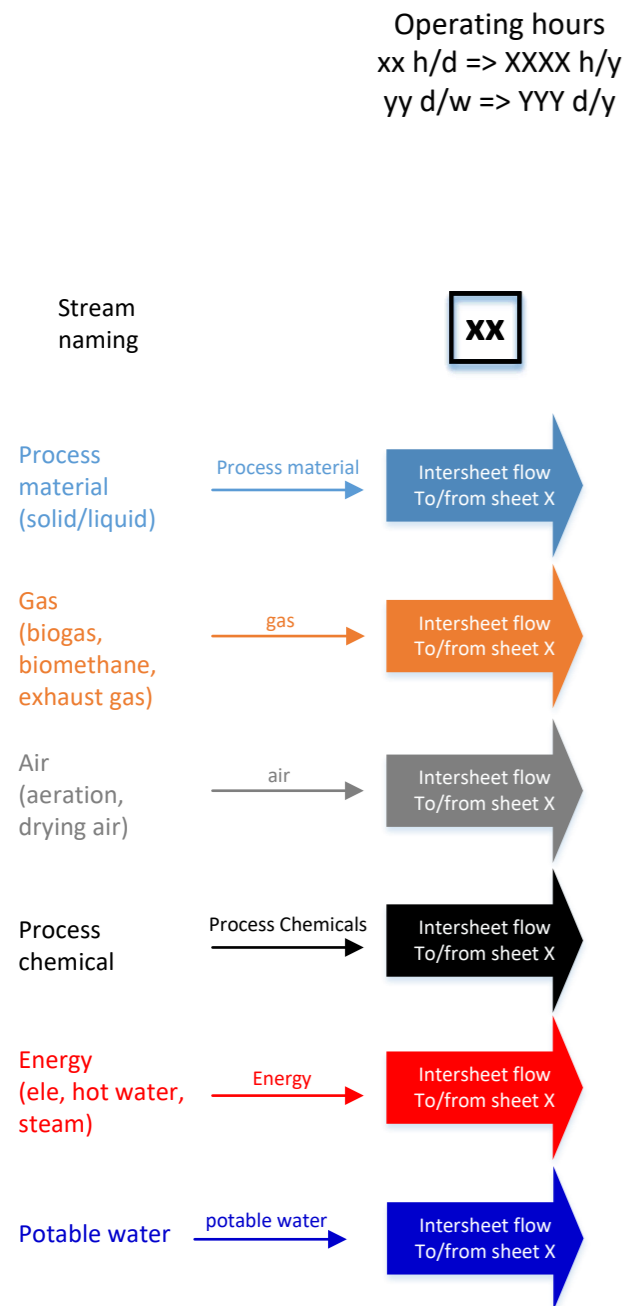 Operating hours
xx h/d => XXXX h/y
yy d/w => YYY d/y
Stream
naming
xx
Process
material
(solid/liquid)
Process material
Intersheet flow
To/from sheet X
Gas
(biogas,
biomethane,
exhaust gas)
gas
Intersheet flow
To/from sheet X
Air
(aeration,
drying air)
air
Intersheet flow
To/from sheet X
Process
chemical
Process Chemicals
Intersheet flow
To/from sheet X
Energy
(ele, hot water,
steam)
Energy
Intersheet flow
To/from sheet X
Potable water
potable water
Intersheet flow
To/from sheet X